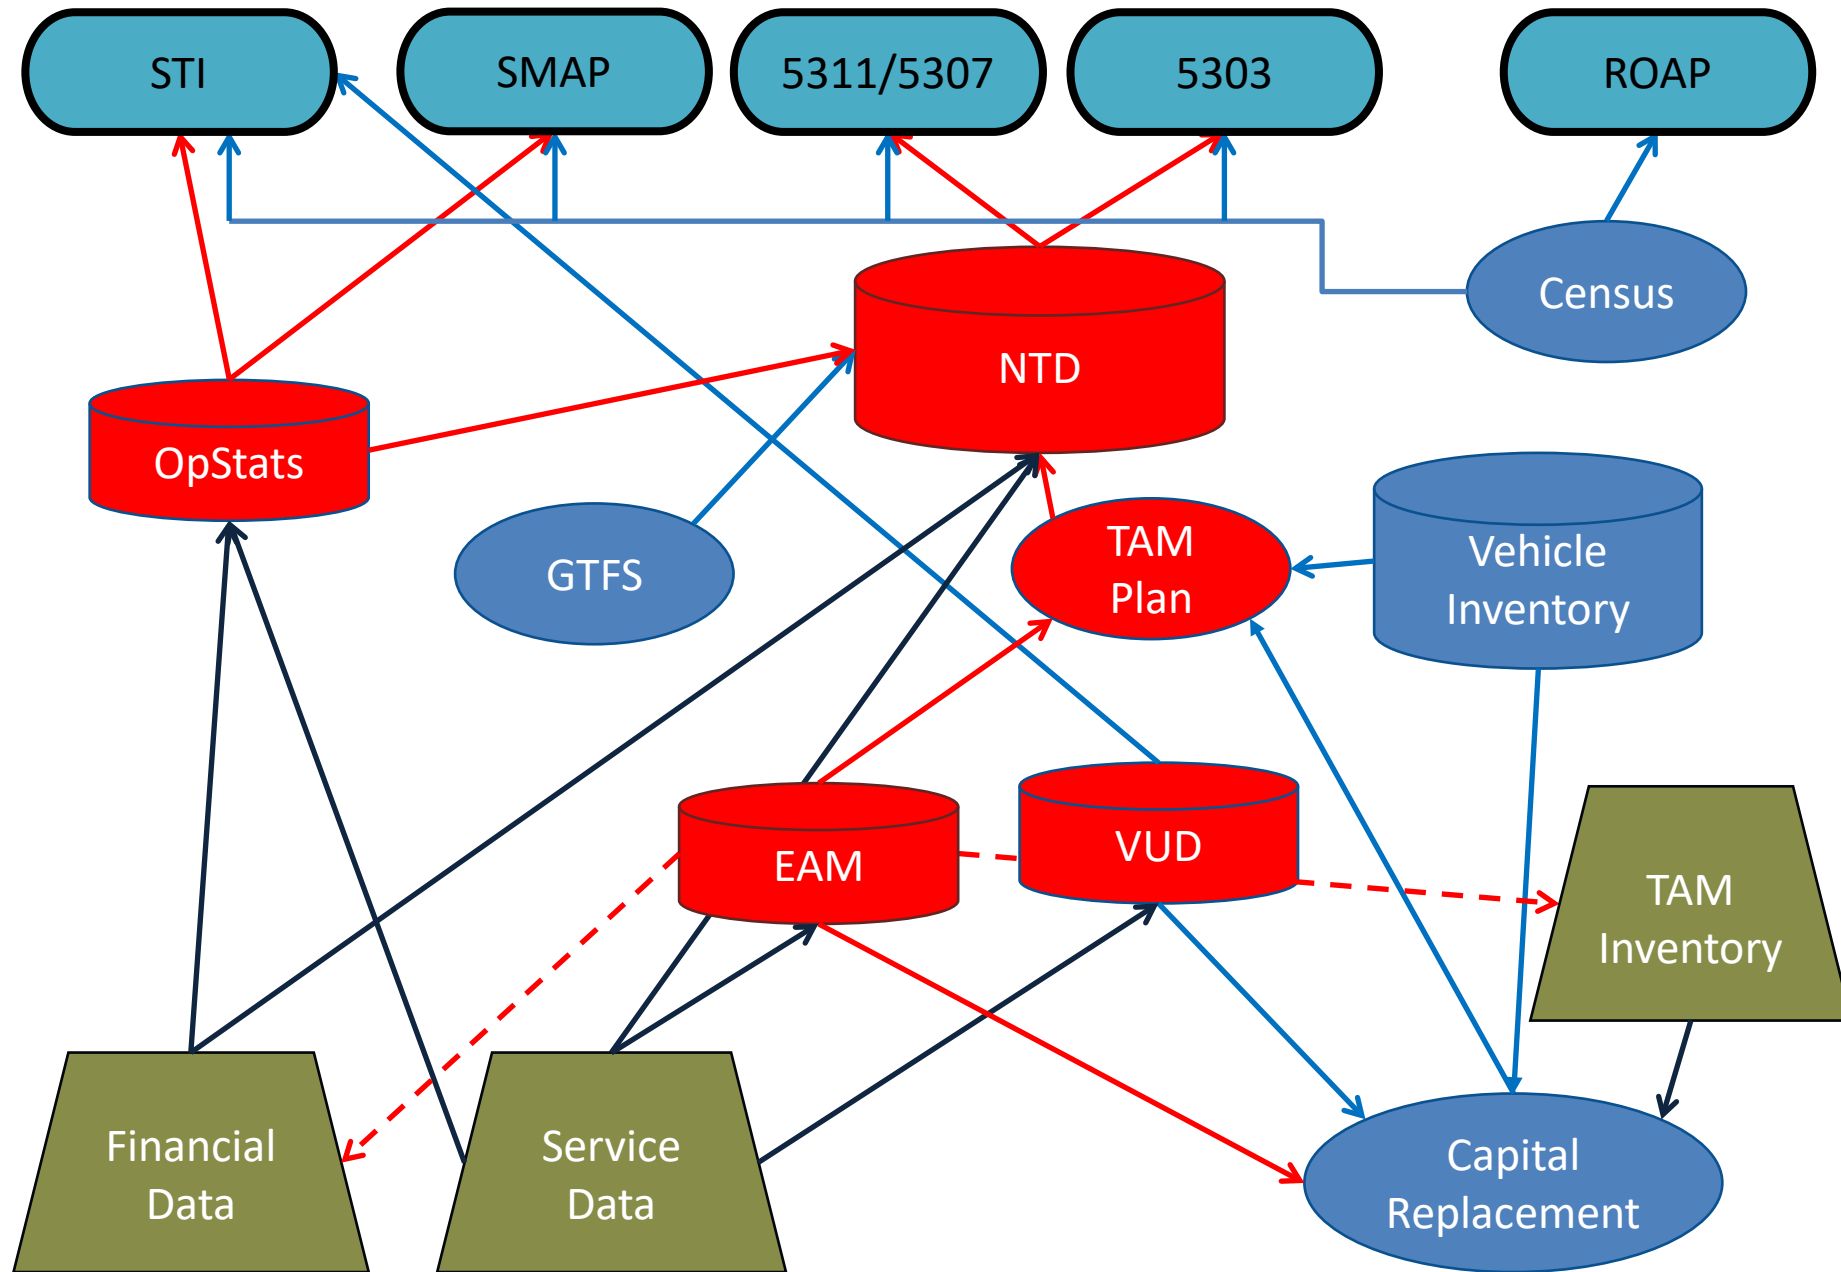 STI
SMAP
5311/5307
5303
ROAP
Census
NTD
OpStats
GTFS
TAM
Plan
Vehicle
Inventory
EAM
VUD
TAM
Inventory
Financial
Data
Service
Data
Capital
Replacement